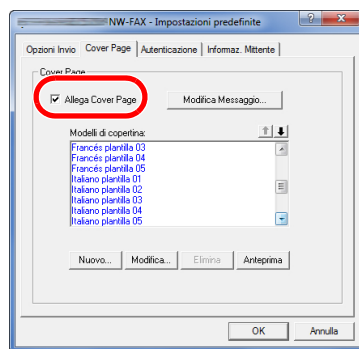 NW-FAX - Impostazioni predefinite
Opzioni Invio Cover Page Autenticazione Informaz. Mittente
Cover Page
Allega Cover Page Modifica Messaggio...
Modelli di copertina:
Francés plantilla 03
Francés plantilla 04
Francés plantilla 05
Italiano plantilla 01
Italiano plantilla 02
Italiano plantilla 03
Italiano plantilla 04
Italiano plantilla 05
Nuovo... Modifica... Elimina Anteprima
OK Annulla